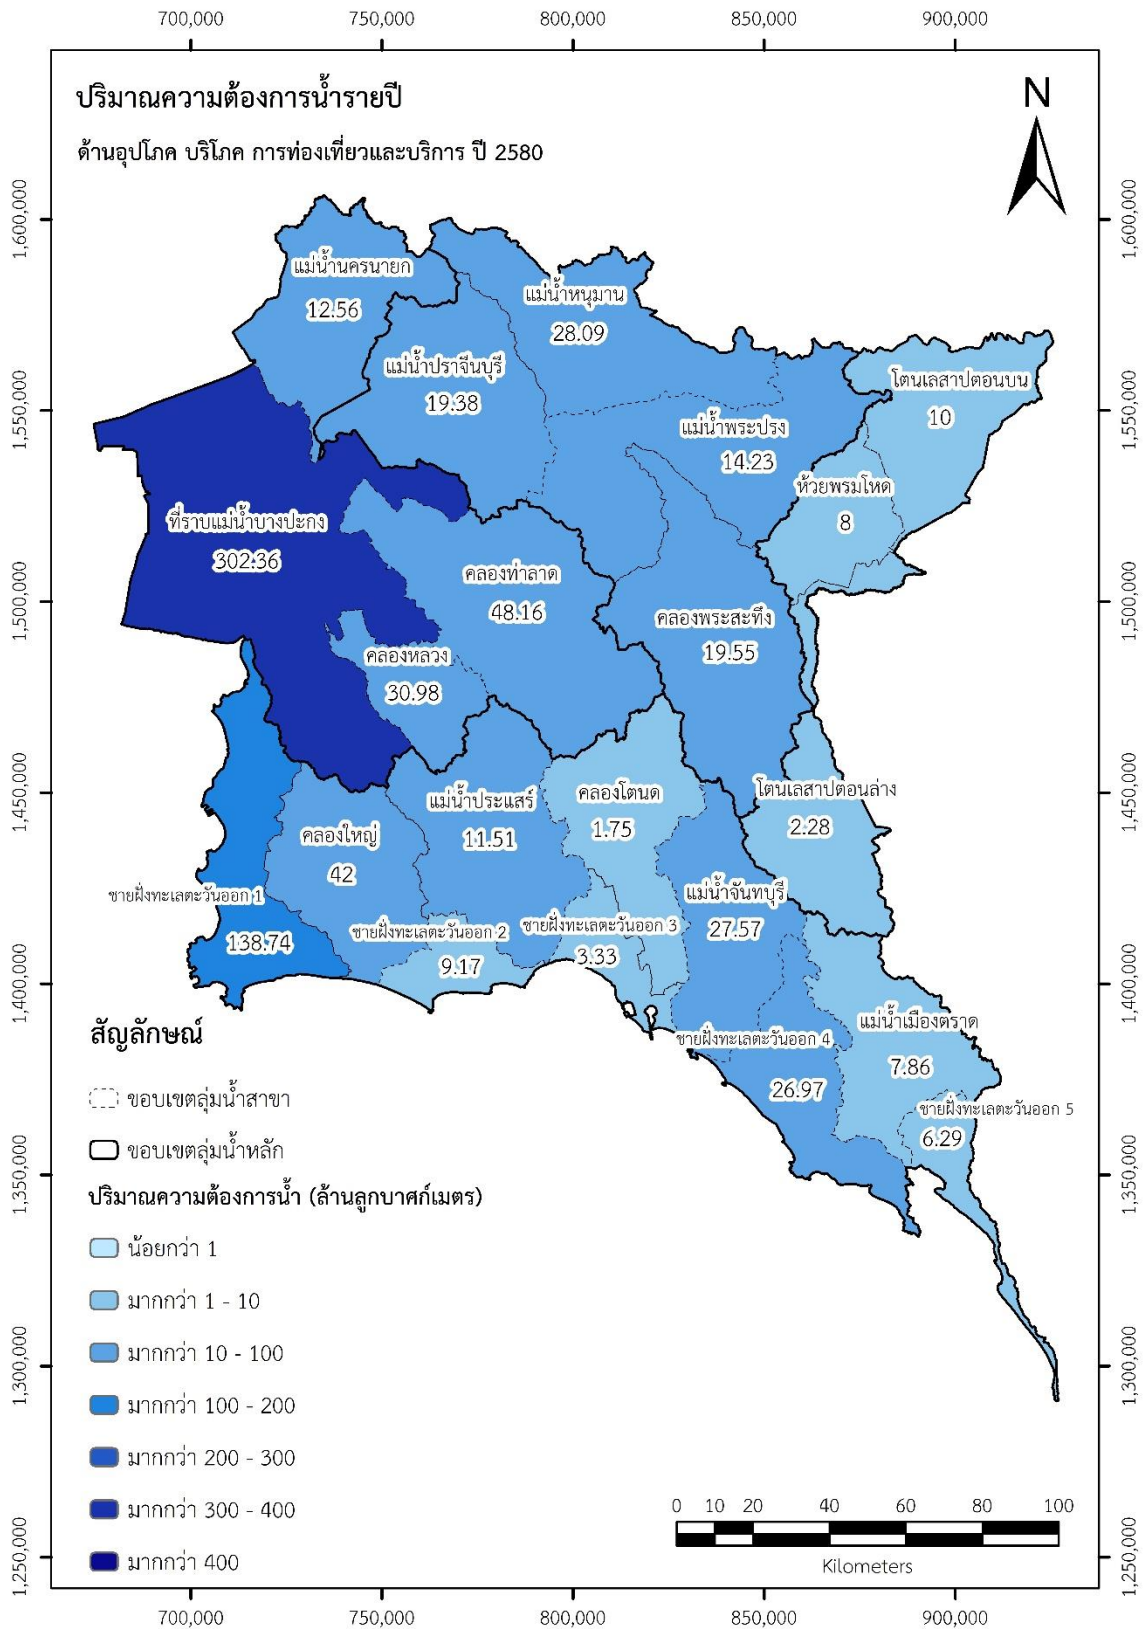 700,000 750,000 800,000 850,000 900,000
ปริมาณความต้องการน้ำรายปี
ด้านอุปโภค บริโภค การท่องเที่ยวและบริการ ปี 2580
N
1,600,000 1,600,000
แม่น้ำนครนายก
12.56
แม่น้ำหนุมาน
28.09
แม่น้ำปราจีนบุรี
19.38
โตนเลสาปตอนบน
10
1,550,000 1,550,000
แม่น้ำพระปรง
14.23
ห้วยพรมโหด
8
ที่ราบแม่น้ำบางปะกง
302.36
คลองท่าลาด
48.16
1,500,000 1,500,000
คลองพระสะทึง
19.55
คลองหลวง
30.98
1,450,000 1,450,000
แม่น้ำประแสร์
11.51
คลองโตนด
1.75
โตนเลสาปตอนล่าง
2.28
คลองใหญ่
42
ชายฝั่งทะเลตะวันออก 1
138.74
แม่น้ำจันทบุรี
27.57
ชายฝั่งทะเลตะวันออก 2
9.17
ชายฝั่งทะเลตะวันออก 3
3.33
1,400,000 1,400,000
แม่น้ำเมืองตราด
7.86
ชายฝั่งทะเลตะวันออก 4
26.97
ชายฝั่งทะเลตะวันออก 5
6.29
1,350,000 1,350,000
สัญลักษณ์
ขอบเขตลุ่มน้ำสาขา
ขอบเขตลุ่มน้ำหลัก
ปริมาณความต้องการน้ำ (ล้านลูกบาศก์เมตร)
น้อยกว่า 1
มากกว่า 1 - 10
มากกว่า 10 - 100
มากกว่า 100 - 200
มากกว่า 200 - 300
มากกว่า 300 - 400
มากกว่า 400
1,300,000 1,300,000
0 10 20 40 60 80 100
Kilometers
1,250,000 1,250,000
700,000 750,000 800,000 850,000 900,000